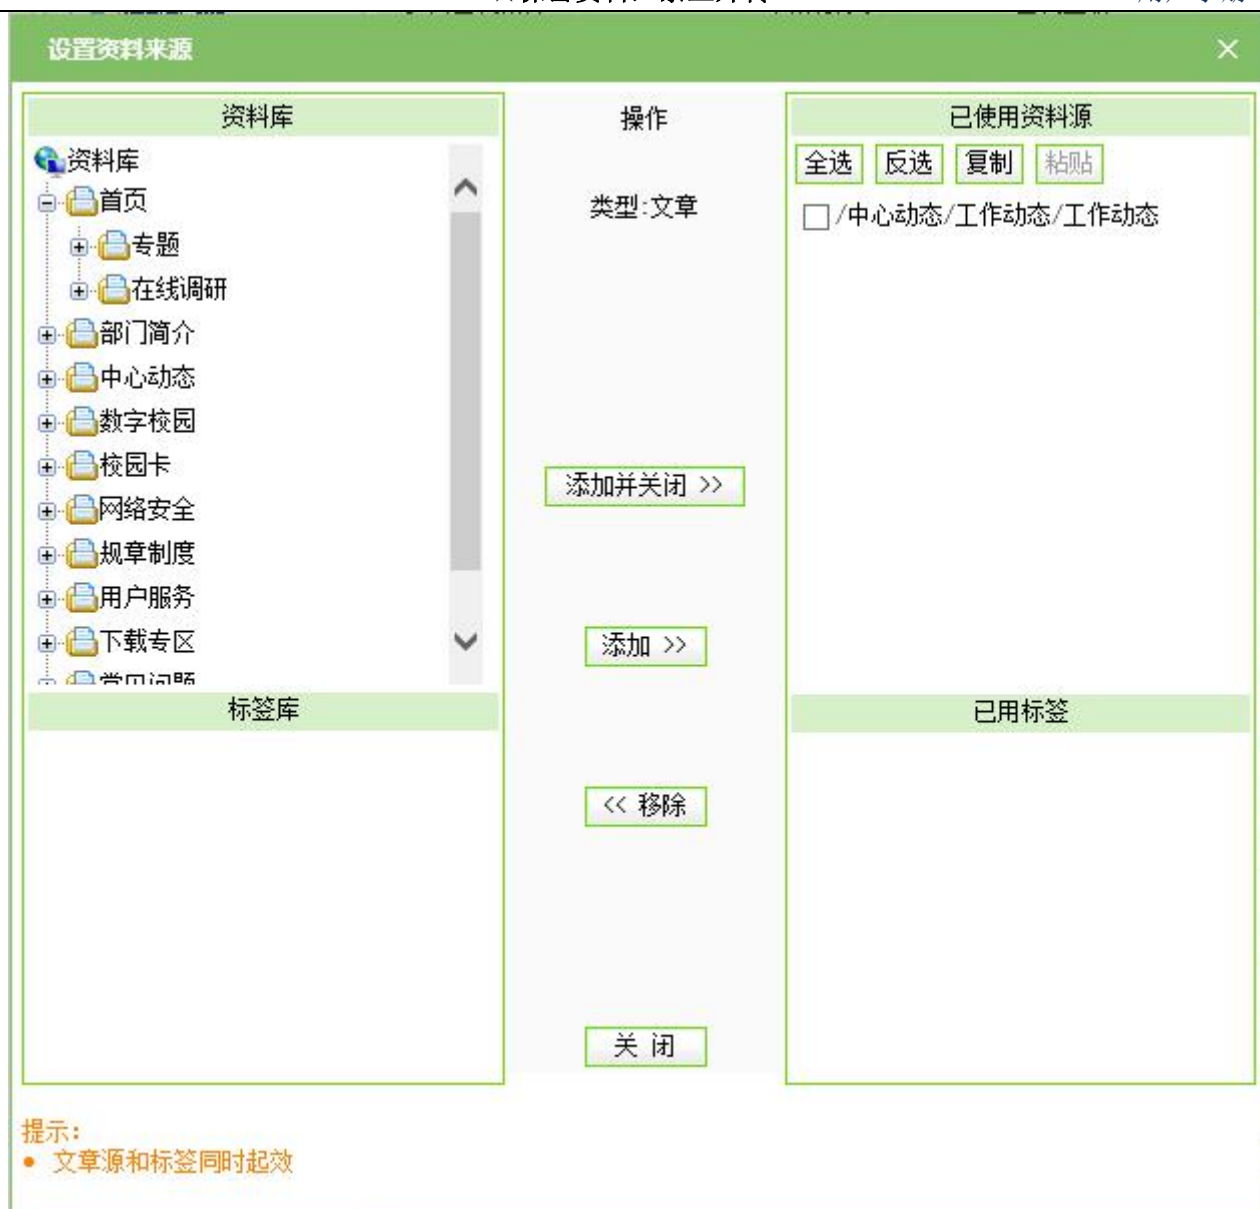 设置资料来源
资料库
资料库
首页
专题
在线调研
部门简介
中心动态
数字校园
校园卡
网络安全
规章制度
用户服务
下载专区
常见问题
标签库
操作
类型:文章
添加并关闭 >>
添加 >>
<< 移除
关 闭
已使用资料源
全选 反选 复制 粘贴
/中心动态/工作动态/工作动态
已用标签
提示:
• 文章源和标签同时起效